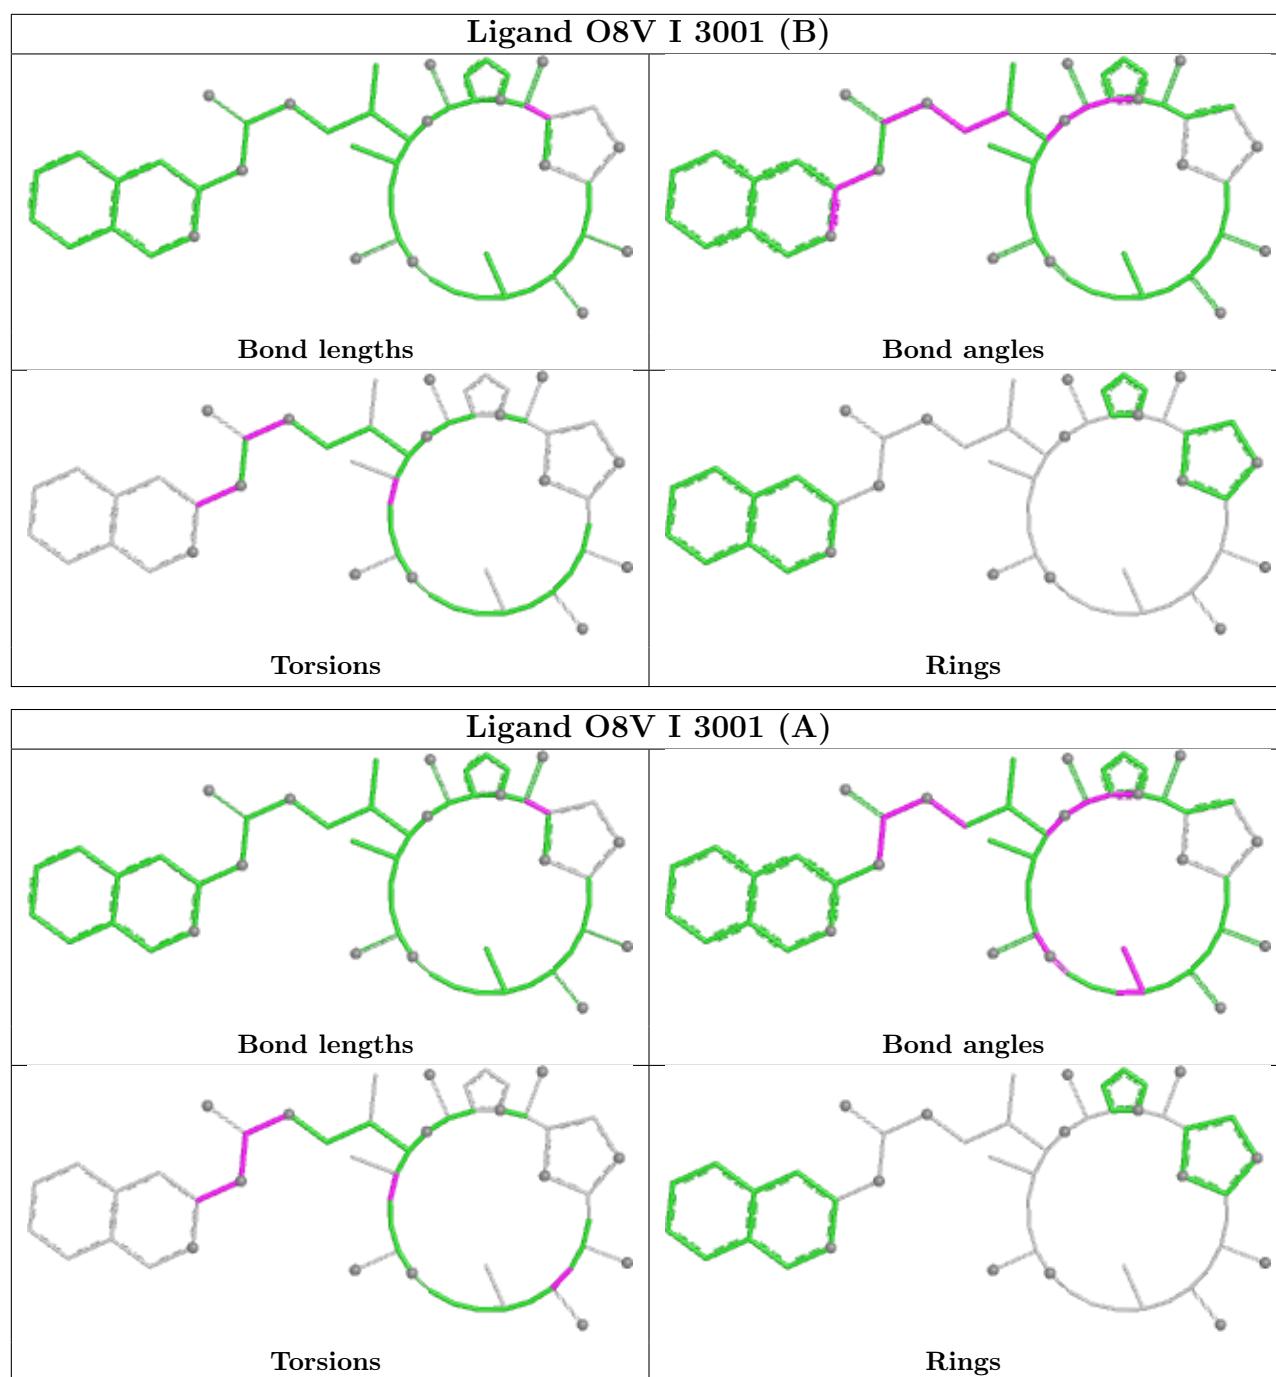 Ligand O8V I 3001 (B)
Bond lengths
Bond angles
Torsions
Rings
Ligand O8V I 3001 (A)
Bond lengths
Bond angles
Torsions
Rings